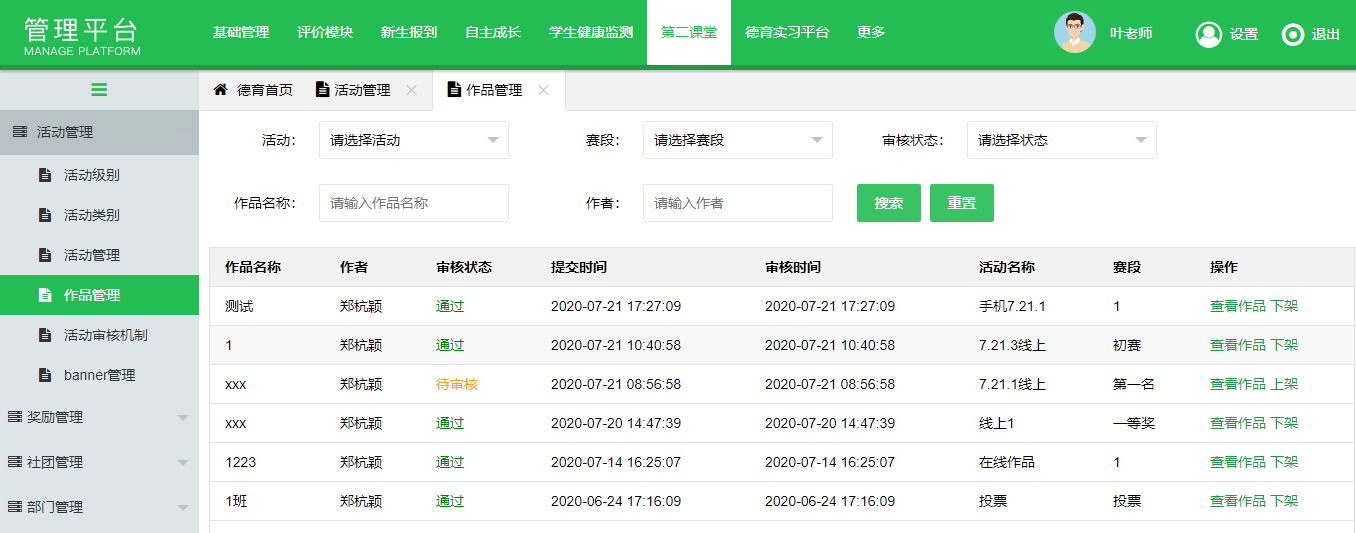 管理平台
MANAGE PLATFORM
基础管理 评价模块 新生报到 自主成长 学生健康监测 第二课堂 德育实习平台 更多
叶老师 设置 退出
德育首页 活动管理 作品管理
活动管理
活动级别
活动类别
活动管理
作品管理
活动审核机制
banner管理
奖励管理
社团管理
部门管理
活动： 请选择活动 赛段： 请选择赛段 审核状态： 请选择状态
作品名称： 请输入作品名称 作者： 请输入作者 搜索 重置
作品名称 作者 审核状态 提交时间 审核时间 活动名称 赛段 操作
测试 郑杭颖 通过 2020-07-21 17:27:09 2020-07-21 17:27:09 手机7.21.1 1 查看作品 下架
1 郑杭颖 通过 2020-07-21 10:40:58 2020-07-21 10:40:58 7.21.3线上 初赛 查看作品 下架
xxx 郑杭颖 待审核 2020-07-21 08:56:58 2020-07-21 08:56:58 7.21.1线上 第一名 查看作品 上架
xxx 郑杭颖 通过 2020-07-20 14:47:39 2020-07-20 14:47:39 线上1 一等奖 查看作品 下架
1223 郑杭颖 通过 2020-07-14 16:25:07 2020-07-14 16:25:07 在线作品 1 查看作品 下架
1班 郑杭颖 通过 2020-06-24 17:16:09 2020-06-24 17:16:09 投票 投票 查看作品 下架